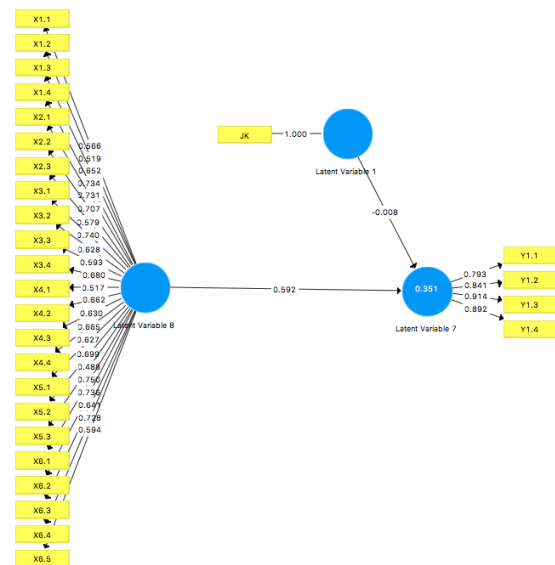 X1.1
X1.2
X1.3
X1.4
X2.1
X2.2
X2.3
X3.1
X3.2
X3.3
X3.4
X4.1
X4.2
X4.3
X4.4
X5.1
X5.2
X5.3
X6.1
X6.2
X6.3
X6.4
X6.5
0.566
0.519
0.652
0.734
0.731
0.707
0.579
0.740
0.628
0.593
0.680
0.517
0.662
0.630
0.665
0.627
0.699
0.488
0.750
0.736
0.641
0.728
0.594
Latent Variable 8
JK
1.000
Latent Variable 1
-0.008
0.592
0.351
Latent Variable 7
0.793
0.841
0.914
0.892
Y1.1
Y1.2
Y1.3
Y1.4